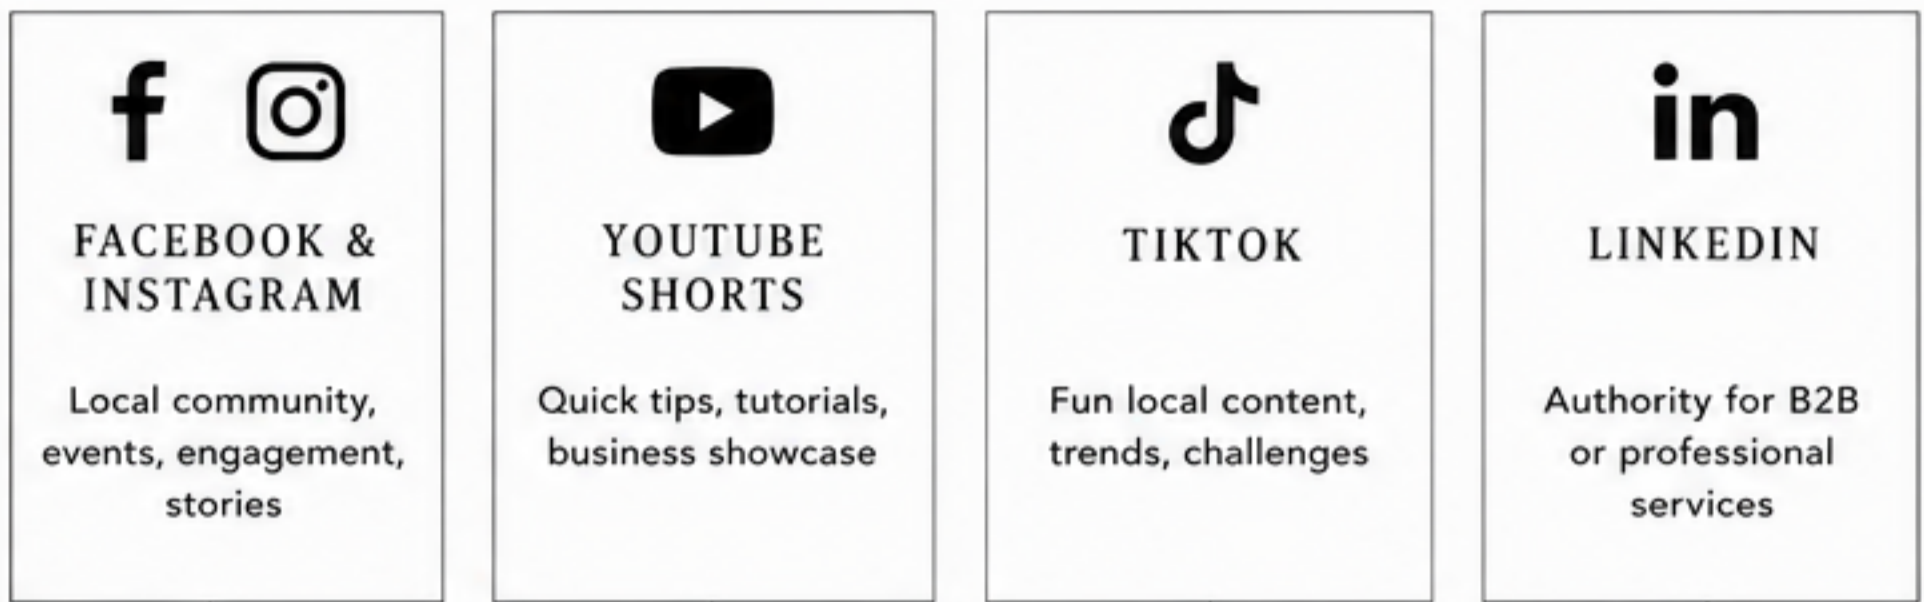 FACEBOOK &
INSTAGRAM
Local community,
events, engagement,
stories
YOUTUBE
SHORTS
Quick tips, tutorials,
business showcase
TIKTOK
Fun local content,
trends, challenges
in
LINKEDIN
Authority for B2B
or professional
services